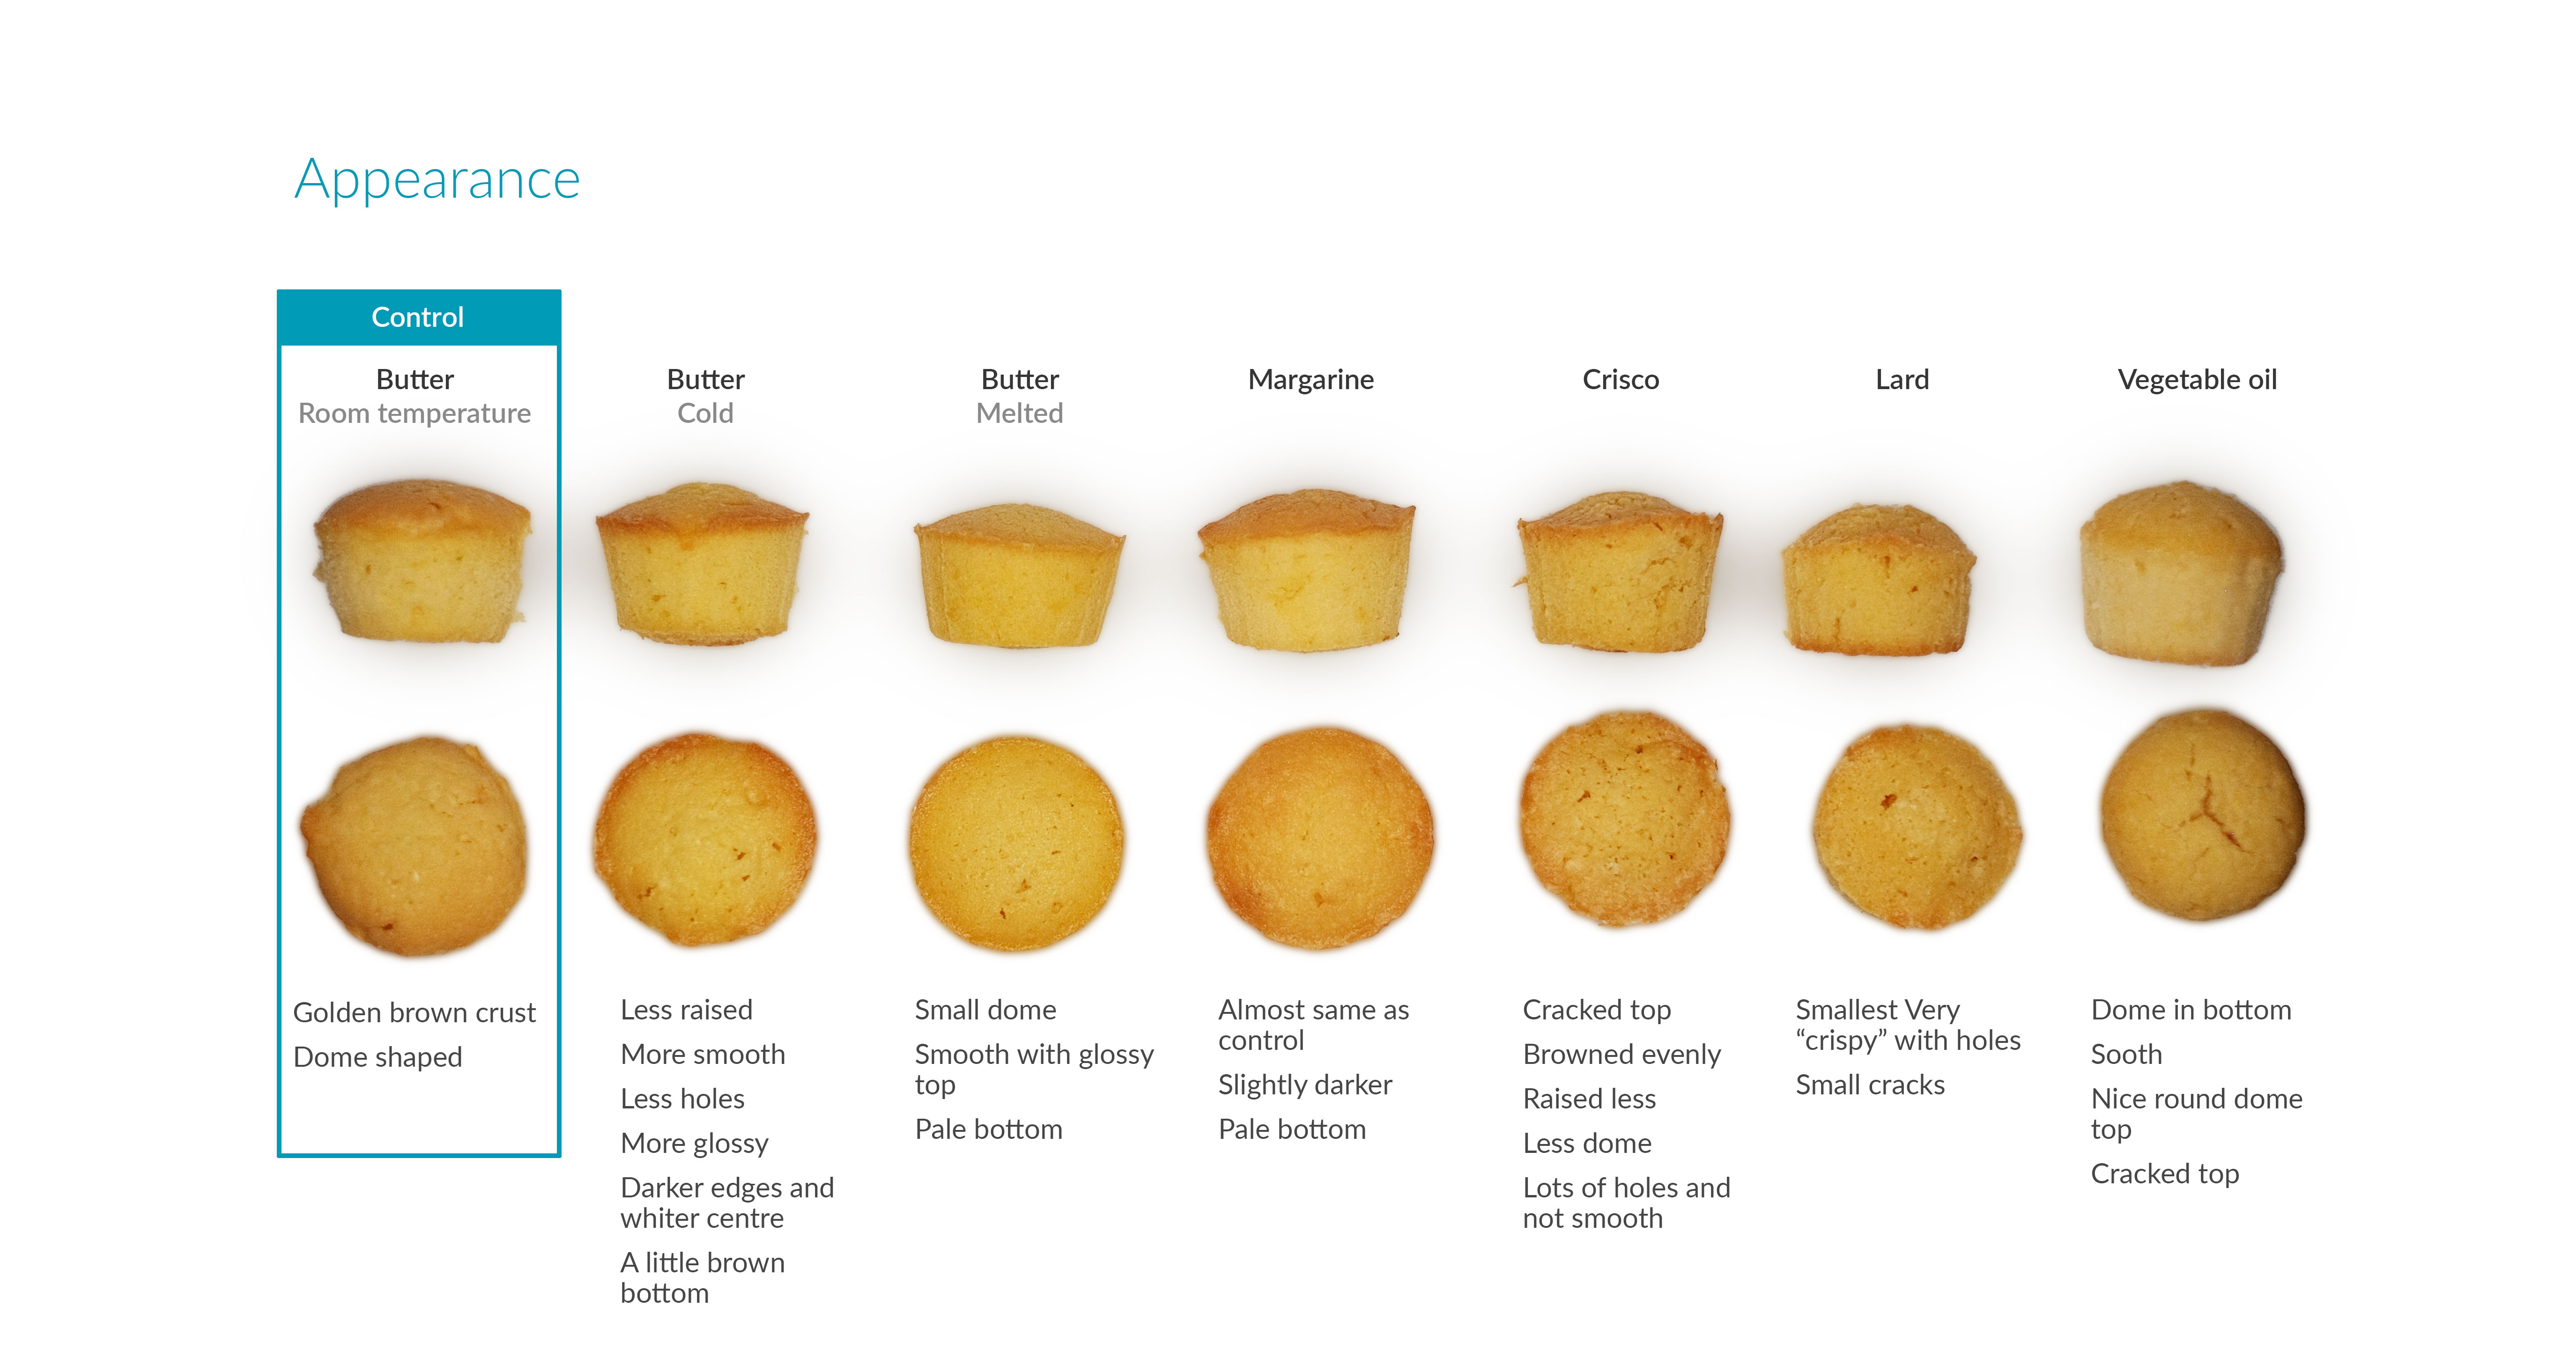 Appearance
Control
Butter
Room temperature
Golden brown crust
Dome shaped
Butter
Cold
Less raised
More smooth
Less holes
More glossy
Darker edges and
whiter centre
A little brown
bottom
Butter
Melted
Small dome
Smooth with glossy
top
Pale bottom
Margarine
Almost same as
control
Slightly darker
Pale bottom
Crisco
Cracked top
Browned evenly
Raised less
Less dome
Lots of holes and
not smooth
Lard
Smallest Very
“crispy” with holes
Small cracks
Vegetable oil
Dome in bottom
Sooth
Nice round dome
top
Cracked top